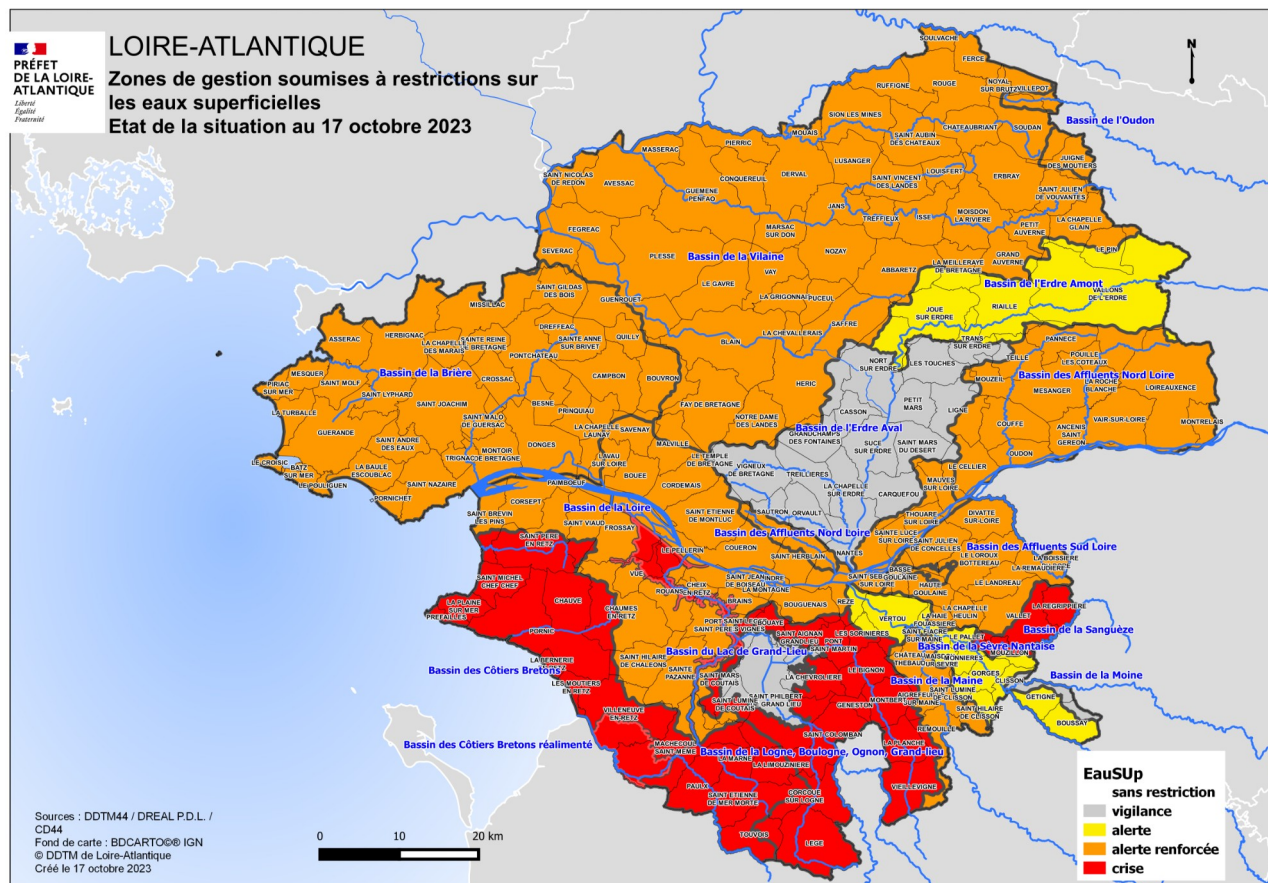 PRÉFET
DE LA LOIRE-
ATLANTIQUE
Liberté
Égalité
Fraternité
LOIRE-ATLANTIQUE
Zones de gestion soumises à restrictions sur
les eaux superficielles
Etat de la situation au 17 octobre 2023
N
SOULVACHE
FERCE
RUFFIGNE
ROUGE
NOYAL
SUR BRUTZ
VILLEPOT
Bassin de l'Oudon
MOUAIS
SION LES MINES
SAINT AUBIN
DES CHATEAUX
CHATEAUBRIANT
SOUDAN
MASSERAC
PIERRIC
LUSANGER
JUIGNE
DES MOUTIERS
SAINT NICOLAS
DE REDON
AVESSAC
CONQUEREUIL
DERVAL
SAINT VINCENT
DES LANDES
LOUISFERT
ERBRAY
GUEMENE
PENFAO
SAINT JULIEN
DE VOUVANTES
JANS
TREFFIEUX
ISSE
MOISDON
LA RIVIERE
PETIT
AUVERNE
LA CHAPELLE
GLAIN
FEGREAC
MARSAC
SUR DON
SEVERAC
PLESSE
Bassin de la Vilaine
NOZAY
GRAND
AUVERNE
LE PIN
VAY
ABBARETZ
LA MEILLERAYE
DE BRETAGNE
LE GAVRE
Bassin de l'Erdre Amont
SAINT GILDAS
DES BOIS
MISSILLAC
GUENROUET
LA GRIGONNAI
PUCEUL
JOUE
SUR ERDRE
RIAILLE
VALLONS
DE L'ERDRE
SAFFRE
DREFFEAC
ASSERAC
HERBIGNAC
LA CHAPELLE
DES MARAIS
SAINTE REINE
DE BRETAGNE
SAINTE ANNE
SUR BRIVET
QUILLY
LA CHEVALLERAIS
BLAIN
TRANS
SUR ERDRE
PANNECE
PONTCHATEAU
NORT
SUR ERDRE
LES TOUCHES
TEILLE
POUILLE
LES COTEAUX
MESQUER
Bassin de la Brière
CROSSAC
CAMPBON
BOUVRON
HERIC
MOUZEIL
Bassin des Affluents Nord Loire
PIRIAC
SUR MER
SAINT MOLF
SAINT LYPHARD
MESANGER
LA ROCHE
BLANCHE
LOIREAUXENCE
LA TURBALLE
SAINT JOACHIM
BESNE
PRINQUIAU
FAY DE BRETAGNE
PETIT
MARS
LIGNE
CASSON
GUERANDE
SAINT MALO
DE GUERSAC
NOTRE DAME
DES LANDES
Bassin de l'Erdre Aval
COUFFE
VAIR-SUR-LOIRE
MONTRELAIS
LA CHAPELLE
LAUNAY
SAVENAY
GRANDCHAMPS
DES FONTAINES
ANCENIS
SAINT
GEREON
SAINT ANDRE
DES EAUX
MONTOIR
DE BRETAGNE
TRIGNAC
DONGES
MALVILLE
SUCE
SUR ERDRE
SAINT MARS
DU DESERT
OUDON
LE CROISIC
BATZ
SUR MER
LE POULIGUEN
LA BAULE
ESCOUBLAC
LAVAU
SUR LOIRE
BOUEE
LE TEMPLE
DE BRETAGNE
VIGNEUX
DE BRETAGNE
TREILLIERES
LE CELLIER
PORNICHET
SAINT NAZAIRE
PAIMBOEUF
CORDEMAIS
LA CHAPELLE
SUR ERDRE
CARQUEFOU
MAUVES
SUR LOIRE
CORSEPT
Bassin de la Loire
SAINT ETIENNE
DE MONTLUC
SAUTRON
ORVAULT
THOUARE
SUR LOIRE
DIVATTE
SUR-LOIRE
SAINT BREVIN
LES PINS
SAINT VIAUD
FROSSAY
Bassin des Affluents Nord Loire
SAINTE LUCE
SUR LOIRE
SAINT JULIEN
DE CONCELLES
SAINT PERE
EN RETZ
LE PELLERIN
COUERON
SAINT HERBLAIN
NANTES
Bassin des Affluents Sud Loire
LE LOROUX
BOTTEREAU
LA BOISSIERE
LA REMAUDIERE
SAINT MICHEL
CHEF CHEF
VUE
ROUANS
CHEIX
EN RETZ
SAINT JEAN
DE BOISEAU
INDRE
LA MONTAGNE
SAINT SEB
SUR LOIRE
BASSE
GOULAINE
HAUTE
GOULAINE
LE LANDREAU
CHAUVE
BRAINS
BOUGUENAIS
REZE
LA PLAINE
SUR MER
PREFAILLES
CHAUMES
EN RETZ
VERTOU
LA HAIE
FOUASSIERE
LA CHAPELLE
HEULIN
VALLET
LA REGRIPPIERE
PORNIC
PORT SAINT PERE
SAINT LEGER
LES VIGNES
BOUAYE
SAINT AIGNAN
GRANDLIEU
LES SORINIERES
PONT
SAINT MARTIN
SAINT FIACRE
SUR MAINE
LE PALLET
Bassin de la Sanguèze
SAINT HILAIRE
DE CHALEONS
Bassin du Lac de Grand-Lieu
CHATEAU
THEBAUD
MONNIERES
Bassin de la Sèvre Nantaise
MOUZILLON
LA BERNERIE
EN RETZ
Bassin des Côtiers Bretons
SAINTE
PAZANNE
SAINT MARS
DE COUTAIS
LA CHEVROLIERE
LE BIGNON
GORGES
Bassin de la Maine
CLISSON
Bassin de la Moine
LES MOUTIERS
EN RETZ
SAINT PHILBERT
DE GRAND LIEU
GENESTON
MONTBERT
AIGREFEUILLE
SUR MAINE
SAINT LUMINE
DE CLISSON
GETIGNE
VILLENEUVE
EN-RETZ
SAINT LUMINE
DE COUTAIS
SAINT HILAIRE
DE CLISSON
BOUSSAY
REMOUILLE
Bassin des Côtiers Bretons réalimenté
MACHECOUL
SAINT-MEME
SAINT COLOMBAN
LA PLANCHE
Bassin de la Logne, Boulogne, Ognon, Grand-lieu
LA MARNE
LA LIMOUZINIERE
PAULX
SAINT ETIENNE
DE MER MORTE
CORCOUE
SUR LOGNE
VIEILLEVIGNE
TOUVOIS
LEGE
EauSUp
sans restriction
vigilance
alerte
alerte renforcée
crise
Sources : DDTM44 / DREAL P.D.L. /
CD44
Fond de carte : BDCARTO©® IGN
© DDTM de Loire-Atlantique
Créé le 17 octobre 2023
0 10 20 km